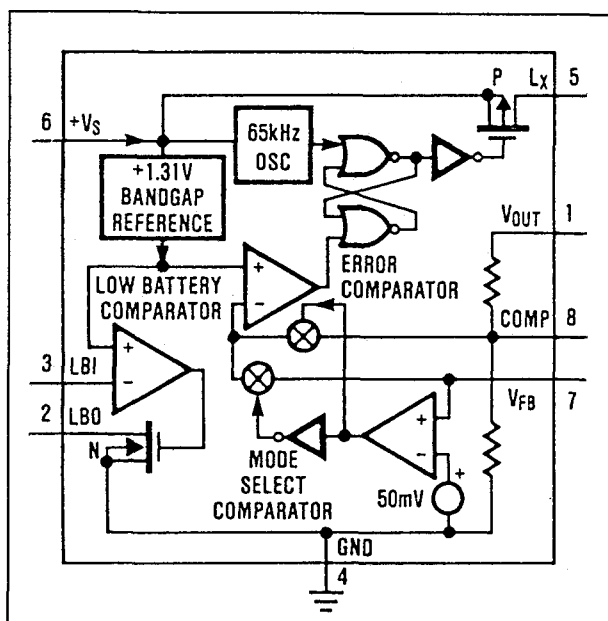 P
LX
5
6
+VS
65kHz
OSC
+1.31V
BANDGAP
REFERENCE
VOUT
1
+
−
ERROR
COMPARATOR
LOW BATTERY
COMPARATOR
COMP
8
+
−
3
LBI
VFB
7
2
LBO
+
−
N
MODE
SELECT
COMPARATOR
50mV
+
GND
4